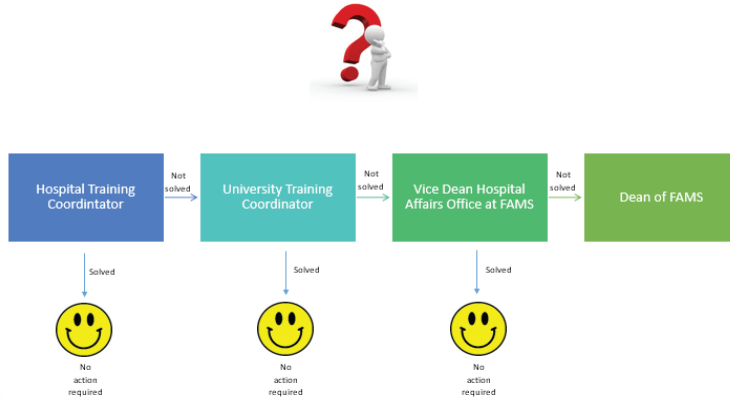 Hospital Training
Coordintator
Not
solved
University Training
Coordinator
Not
solved
Vice Dean Hospital
Affairs Office at FAMS
Not
solved
Dean of FAMS
Solved
Solved
Solved
No
action
required
No
action
required
No
action
required